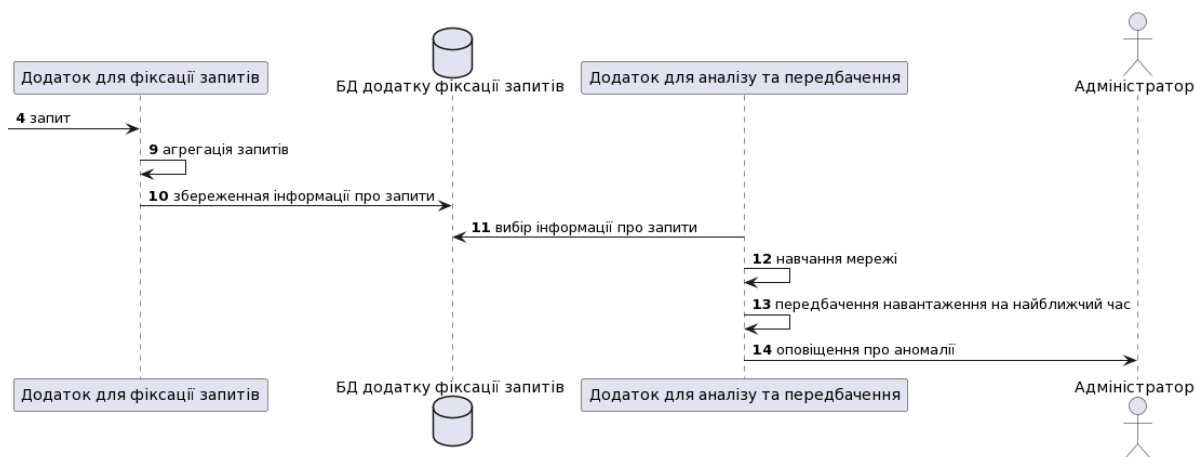 Додаток для фіксації запитів
БД додатку фіксації запитів
Додаток для аналізу та передбачення
Адміністратор
4 запит
9 агрегація запитів
10 збереженная інформації про запити
11 вибір інформації про запити
12 навчання мережі
13 передбачення навантаження на найближчий час
14 оповіщення про аномалії
Додаток для фіксації запитів
БД додатку фіксації запитів
Додаток для аналізу та передбачення
Адміністратор